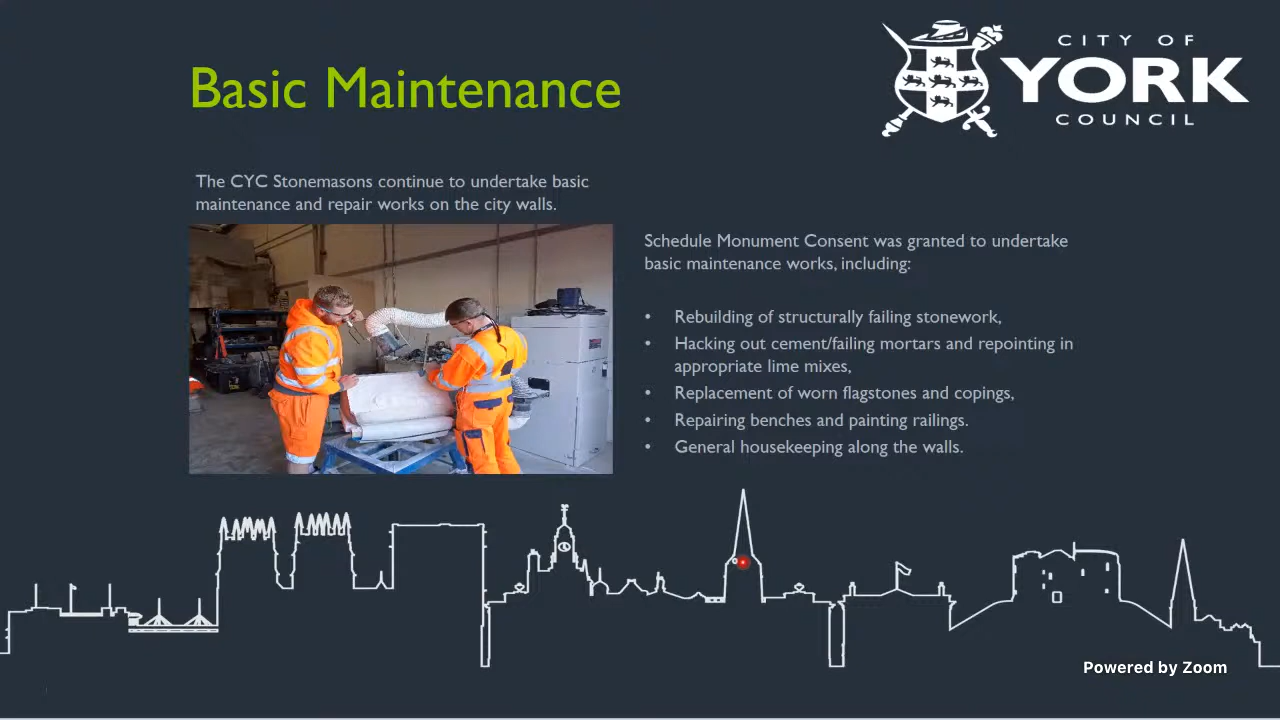 Basic Maintenance
CITY OF
YORK
COUNCIL
The CYC Stonemasons continue to undertake basic
maintenance and repair works on the city walls.
Schedule Monument Consent was granted to undertake
basic maintenance works, including:
• Rebuilding of structurally failing stonework,
• Hacking out cement/failing mortars and repointing in
appropriate lime mixes,
• Replacement of worn flagstones and copings,
• Repairing benches and painting railings.
• General housekeeping along the walls.
Powered by Zoom